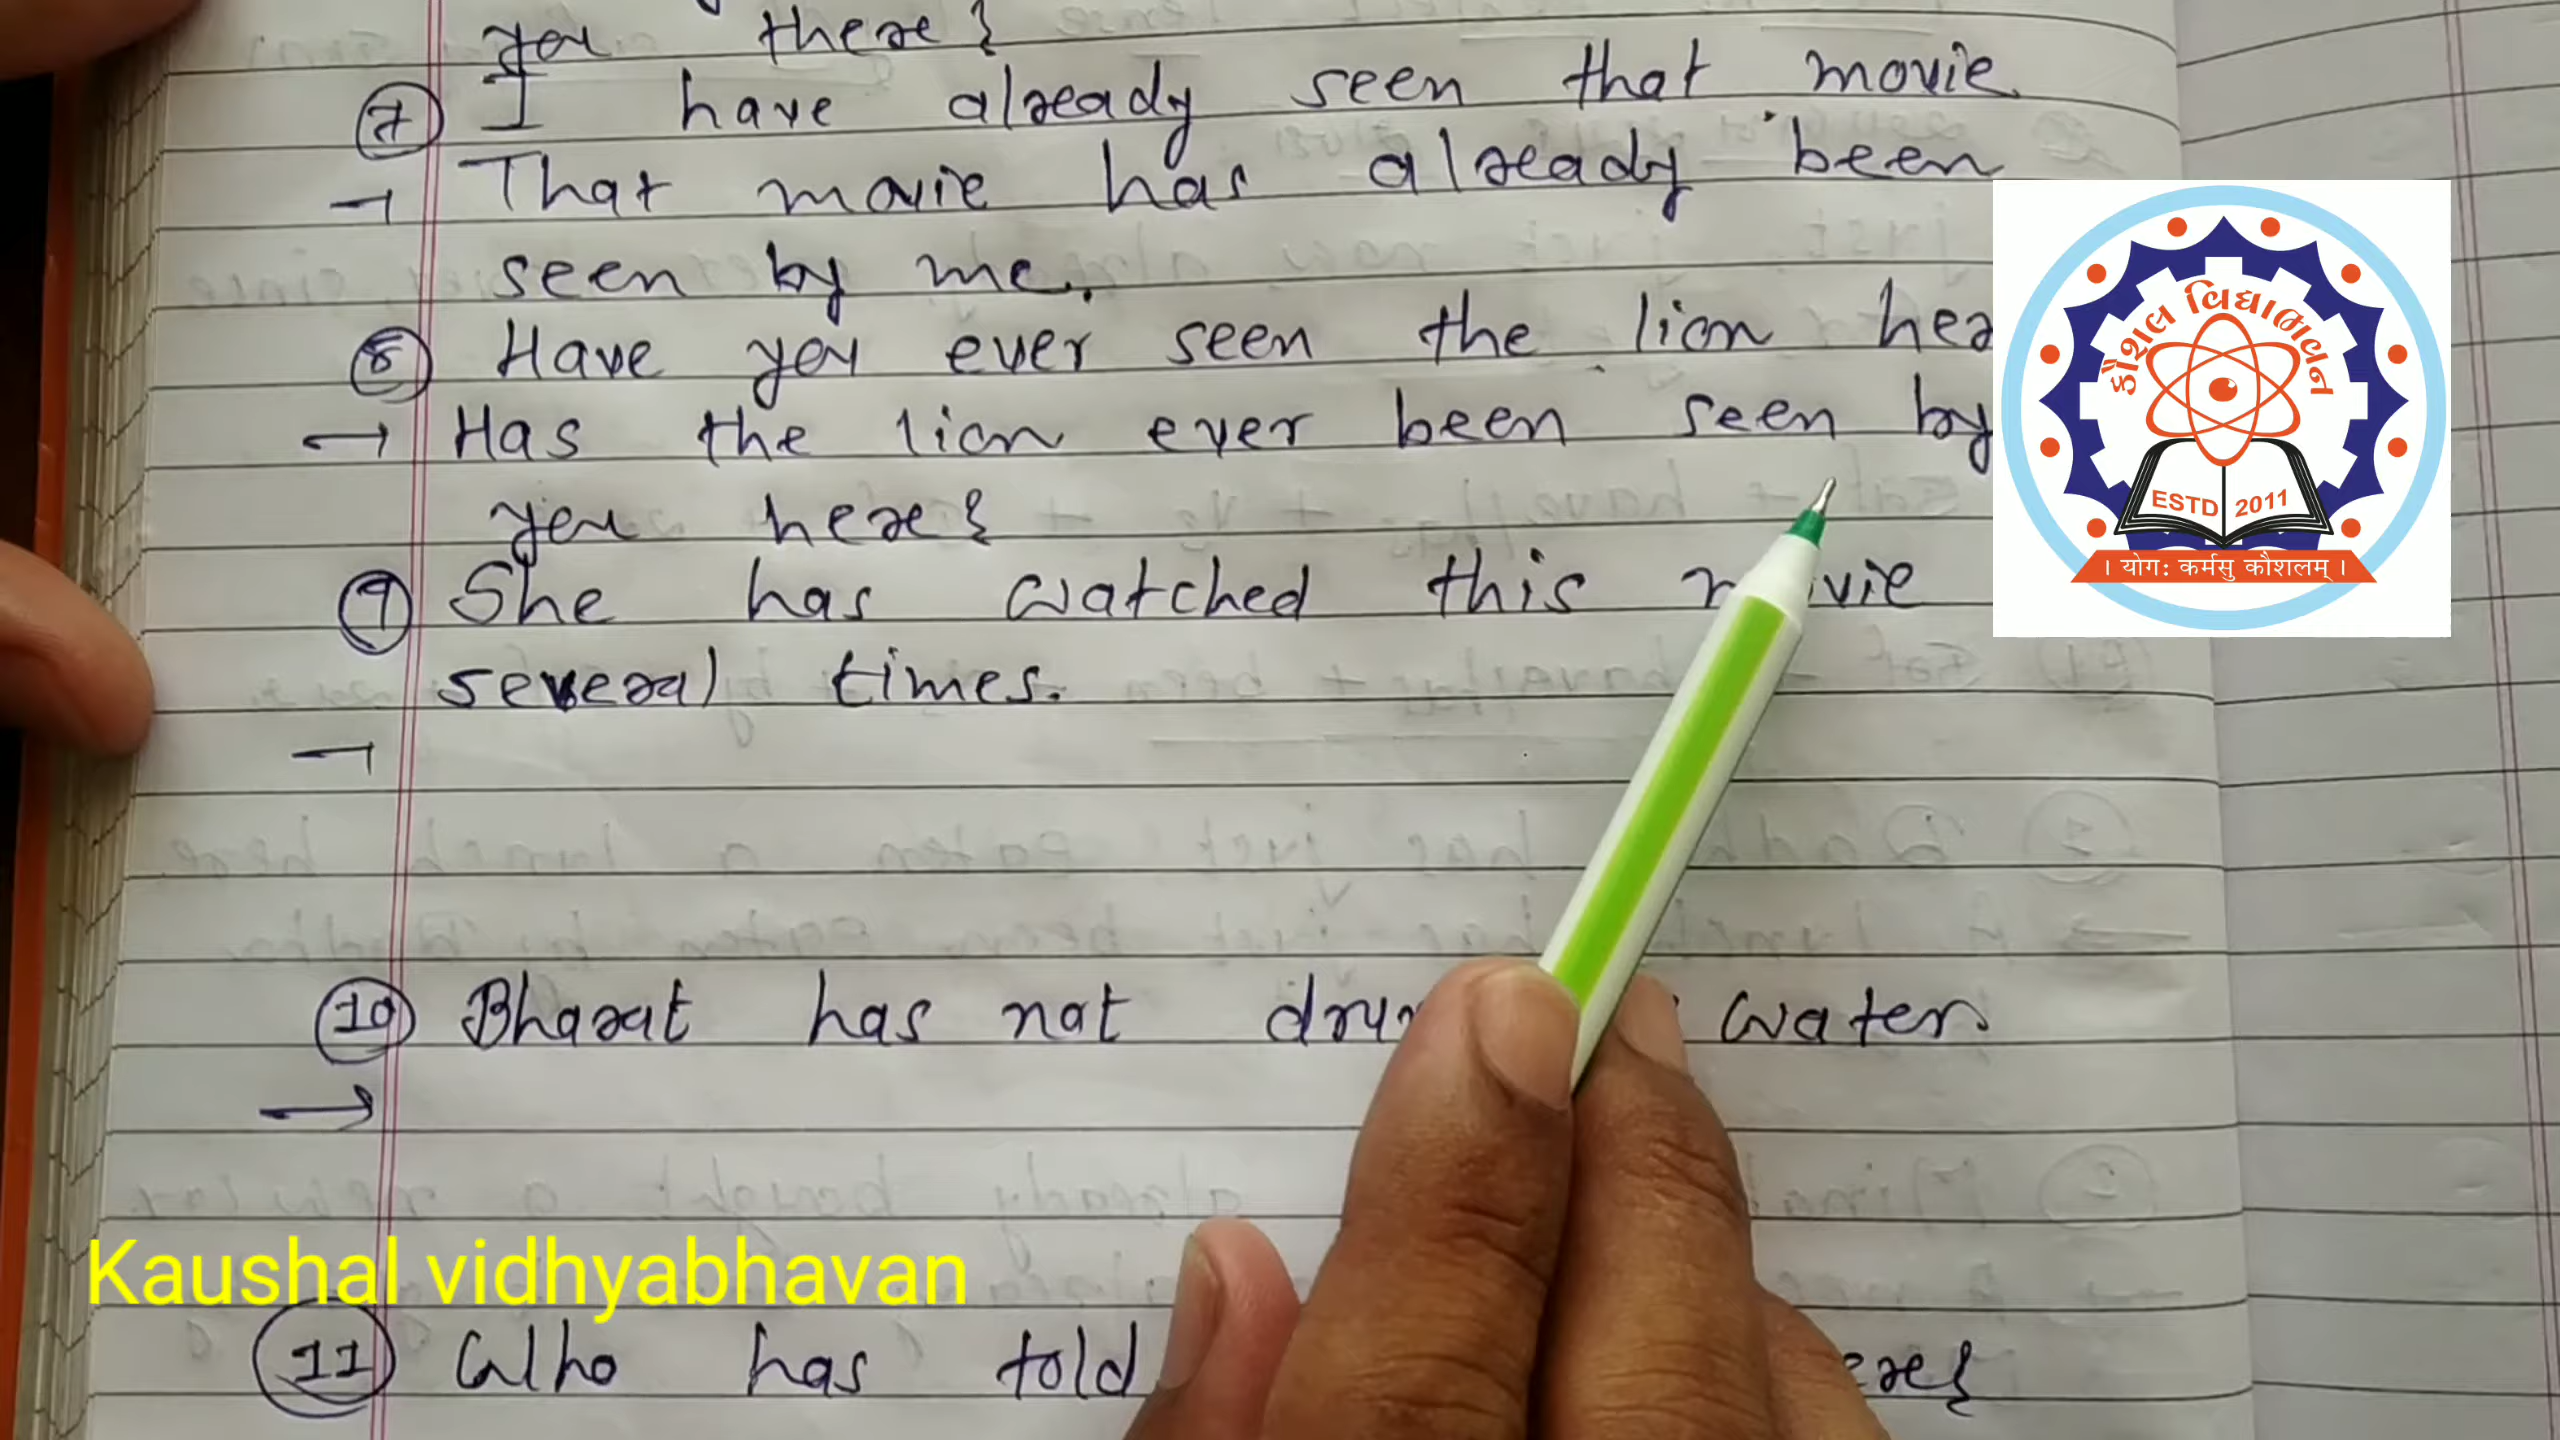 you there?
7 I have already seen that movie.
→ That movie has already been
seen by me.
8 Have you ever seen the lion
→ Has the lion ever been seen by
you here?
9 She has watched this movie
several times.
→
10 Bharat has not water.
→
11 Who has told
Kaushal vidhyabhavan
કૌશલ વિદ્યાભવન
ESTD 2011
। योगः कर्मसु कौशलम् ।